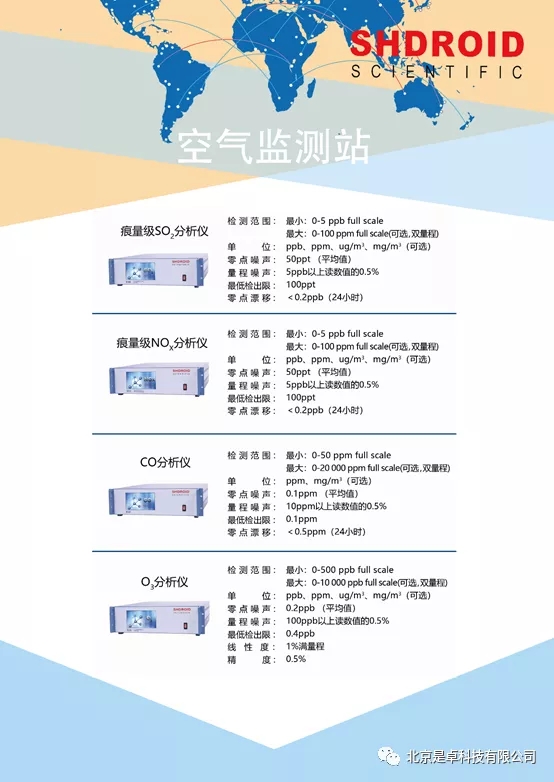 SHDROID
SCIENTIFIC
空气监测站
痕量级SO₂分析仪
检测范围： 最小：0-5 ppb full scale
最大：0-100 ppm full scale(可选,双量程)
单 位： ppb、ppm、ug/m³、mg/m³（可选）
零点噪声： 50ppt （平均值）
量程噪声： 5ppb以上读数值的0.5%
最低检出限： 100ppt
零点漂移： ＜0.2ppb（24小时）
痕量级NOX分析仪
检测范围： 最小：0-5 ppb full scale
最大：0-100 ppm full scale(可选,双量程)
单 位： ppb、ppm、ug/m³、mg/m³（可选）
零点噪声： 50ppt （平均值）
量程噪声： 5ppb以上读数值的0.5%
最低检出限： 100ppt
零点漂移： ＜0.2ppb（24小时）
CO分析仪
检测范围： 最小：0-50 ppm full scale
最大：0-20 000 ppm full scale(可选,双量程)
单 位： ppm、mg/m³（可选）
零点噪声： 0.1ppm （平均值）
量程噪声： 10ppm以上读数值的0.5%
最低检出限： 0.1ppm
零点漂移： ＜0.5ppm（24小时）
O₃分析仪
检测范围： 最小：0-500 ppb full scale
最大：0-10 000 ppb full scale(可选,双量程)
单 位： ppb、ppm、ug/m³、mg/m³（可选）
零点噪声： 0.2ppb （平均值）
量程噪声： 100ppb以上读数值的0.5%
最低检出限： 0.4ppb
线 性 度： 1%满量程
精 度： 0.5%
北京是卓科技有限公司